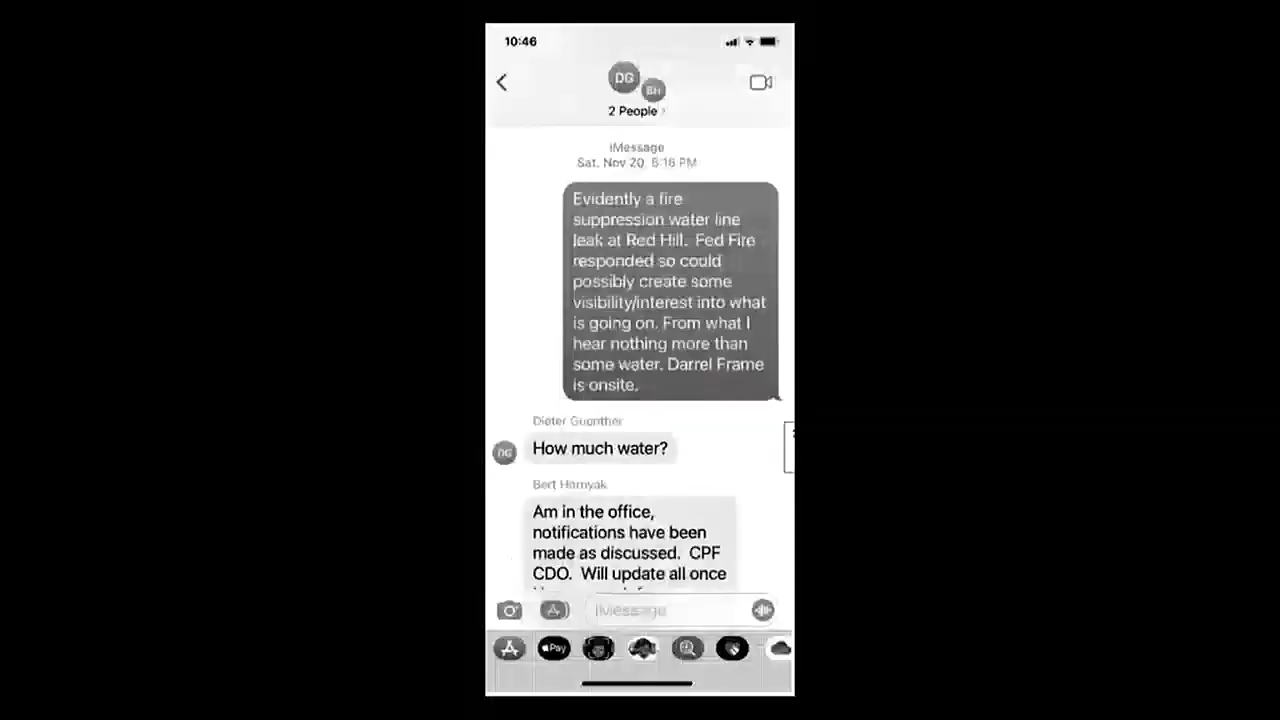 10:46
DG
BH
2 People
iMessage
Sat, Nov 20, 6:16 PM
Evidently a fire
suppression water line
leak at Red Hill. Fed Fire
responded so could
possibly create some
visibility/interest into what
is going on. From what I
hear nothing more than
some water. Darrel Frame
is onsite.
Dieter Guenther
DG
How much water?
Bert Hornyak
Am in the office,
notifications have been
made as discussed. CPF
CDO. Will update all once
iMessage
Pay